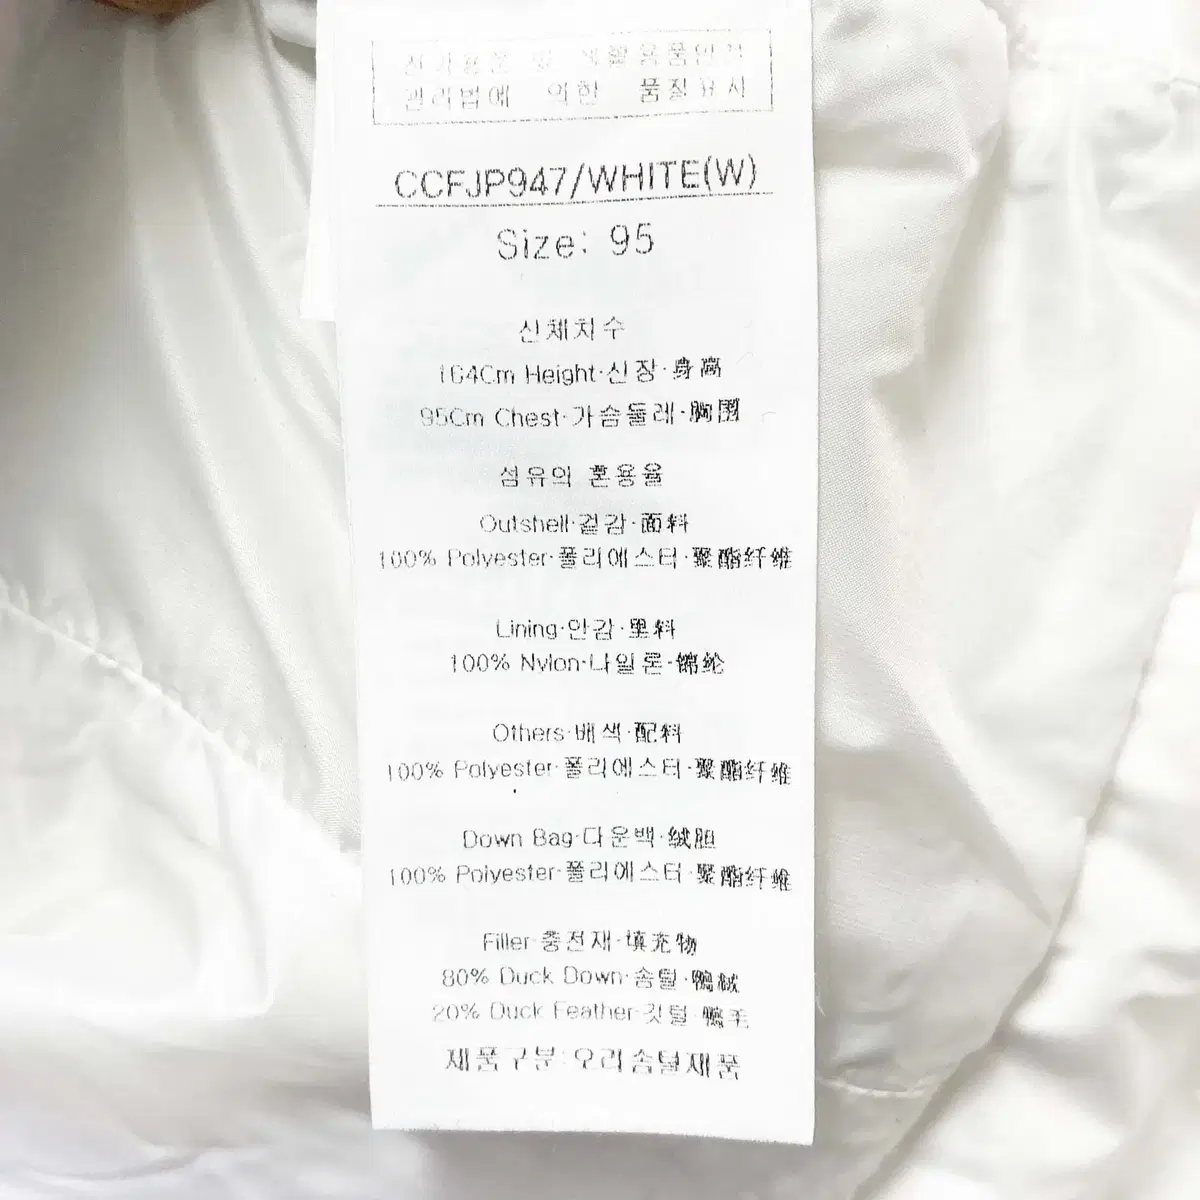 전기용품 및 생활용품안전
관리법에 의한 품질표시
CCFJP947/WHITE(W)
Size: 95
신체치수
164Cm Height·신장·身高
95Cm Chest·가슴둘레·胸围
섬유의 혼용율
Outshell·겉감·面料
100% Polyester·폴리에스터·聚酯纤维
Lining·안감·里料
100% Nylon·나일론·锦纶
Others·배색·配料
100% Polyester·폴리에스터·聚酯纤维
Down Bag·다운백·绒胆
100% Polyester·폴리에스터·聚酯纤维
Filler·충전재·填充物
80% Duck Down·솜털·鸭绒
20% Duck Feather·깃털·鸭毛
제품구분:오리솜털제품